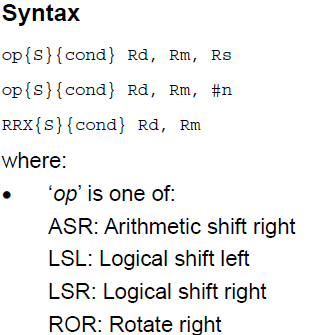 Syntax
op{S}{cond} Rd, Rm, Rs
op{S}{cond} Rd, Rm, #n
RRX{S}{cond} Rd, Rm
where:
• ‘op’ is one of:
ASR: Arithmetic shift right
LSL: Logical shift left
LSR: Logical shift right
ROR: Rotate right